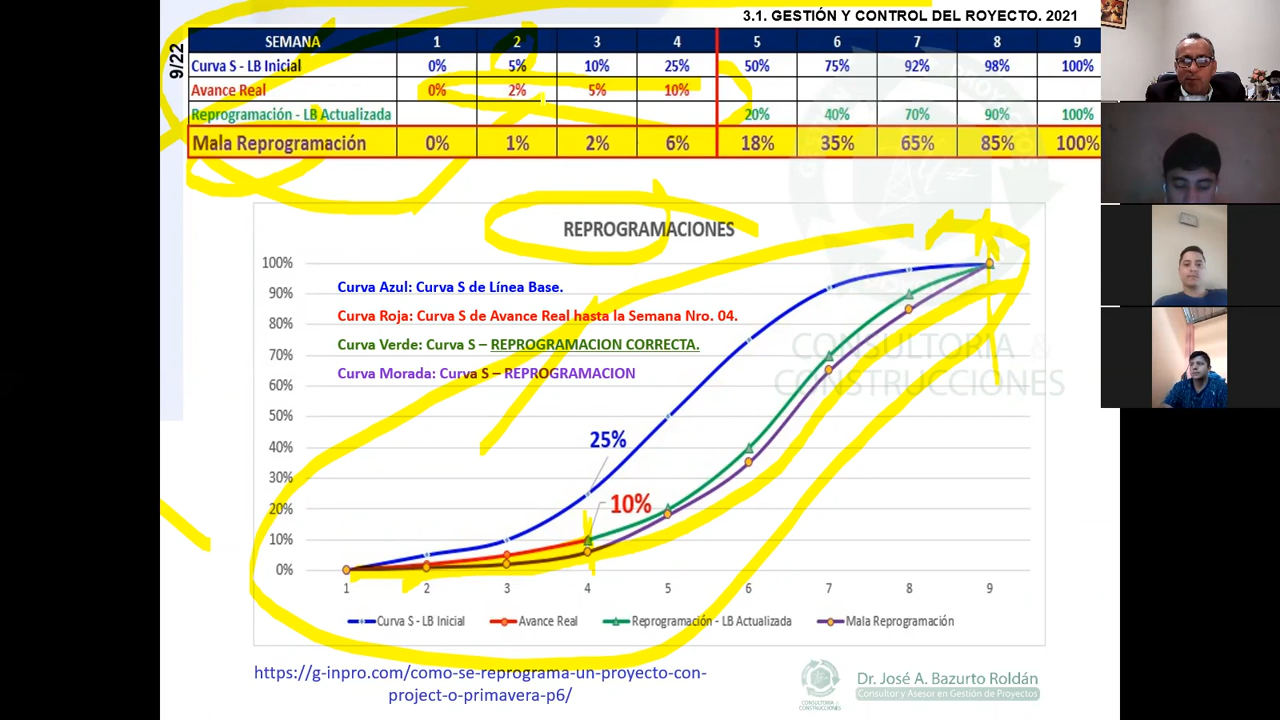 3.1. GESTIÓN Y CONTROL DEL ROYECTO. 2021
9/22
SEMANA 1 2 3 4 5 6 7 8 9
Curva S - LB Inicial 0% 5% 10% 25% 50% 75% 92% 98% 100%
Avance Real 0% 2% 5% 10%
Reprogramación - LB Actualizada 20% 40% 70% 90% 100%
Mala Reprogramación 0% 1% 2% 6% 18% 35% 65% 85% 100%
REPROGRAMACIONES
100%
90%
80%
70%
60%
50%
40%
30%
20%
10%
0%
Curva Azul: Curva S de Línea Base.
Curva Roja: Curva S de Avance Real hasta la Semana Nro. 04.
Curva Verde: Curva S – REPROGRAMACION CORRECTA.
Curva Morada: Curva S – REPROGRAMACION
CONSULTORIA &
CONSTRUCCIONES
25%
10%
1 2 3 4 5 6 7 8 9
Curva S - LB Inicial Avance Real Reprogramación - LB Actualizada Mala Reprogramación
https://g-inpro.com/como-se-reprograma-un-proyecto-con-
project-o-primavera-p6/
Dr. José A. Bazurto Roldán
Consultor y Asesor en Gestión de Proyectos
CONSULTORIA &
CONSTRUCCIONES